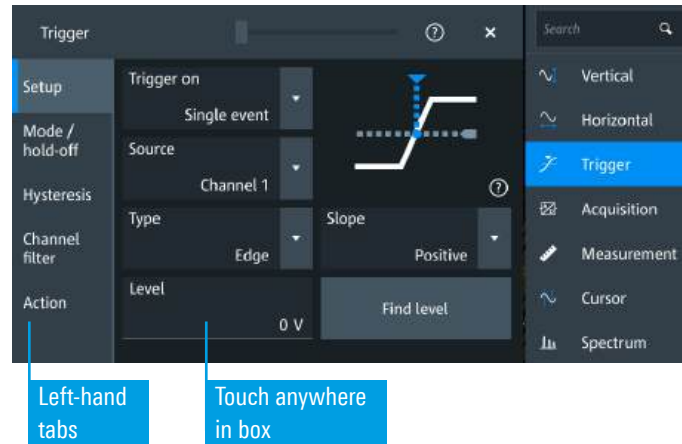 Trigger
?
×
Setup
Mode /
hold-off
Hysteresis
Channel
filter
Action
Trigger on
Single event
Source
Channel 1
?
Type
Edge
Slope
Positive
Level
0 V
Find level
Search
Vertical
Horizontal
Trigger
Acquisition
Measurement
Cursor
Spectrum
Left-hand
tabs
Touch anywhere
in box